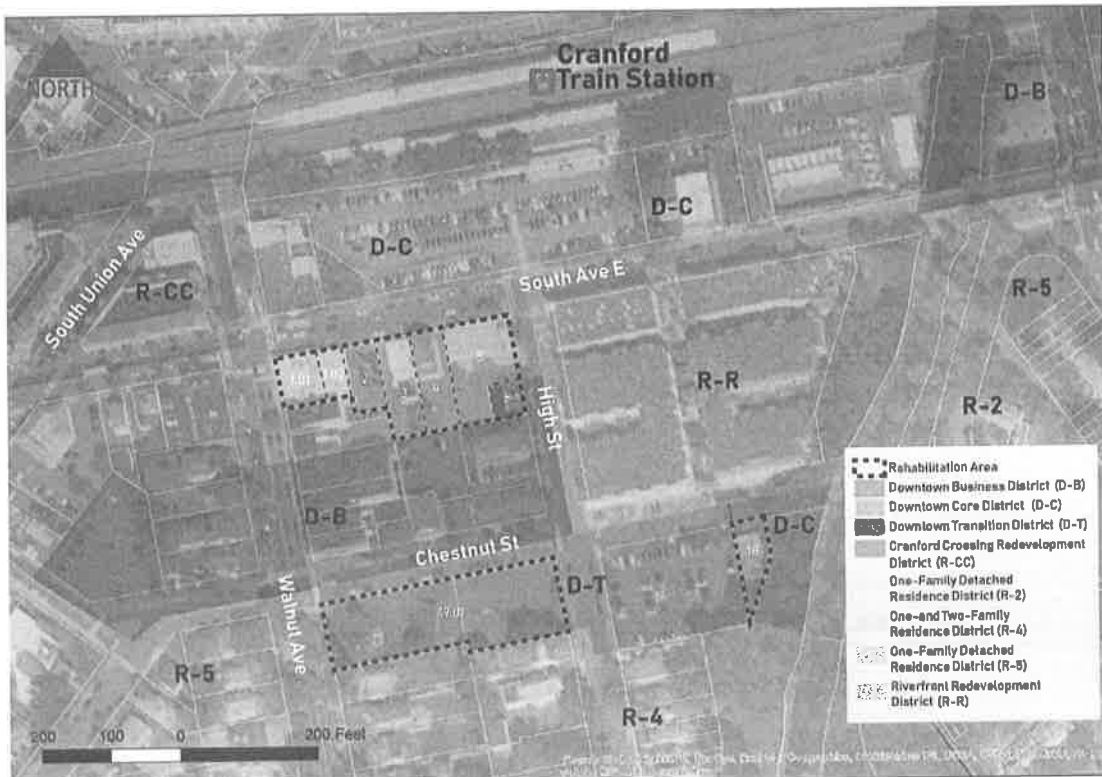 NORTH
Cranford
Train Station
D-B
D-C
D-C
South Union Ave
R-CC
South Ave E
R-5
High St
R-R
R-2
D-B
Chestnut St
D-C
D-T
Walnut Ave
R-5
R-4
Rehabilitation Area
Downtown Business District (D-B)
Downtown Core District (D-C)
Downtown Transition District (D-T)
Cranford Crossing Redevelopment
District (R-CC)
One-Family Detached
Residence District (R-2)
One-and Two-Family
Residence District (R-4)
One-Family Detached
Residence District (R-5)
Riverfront Redevelopment
District (R-R)
200 100 0 200 Feet